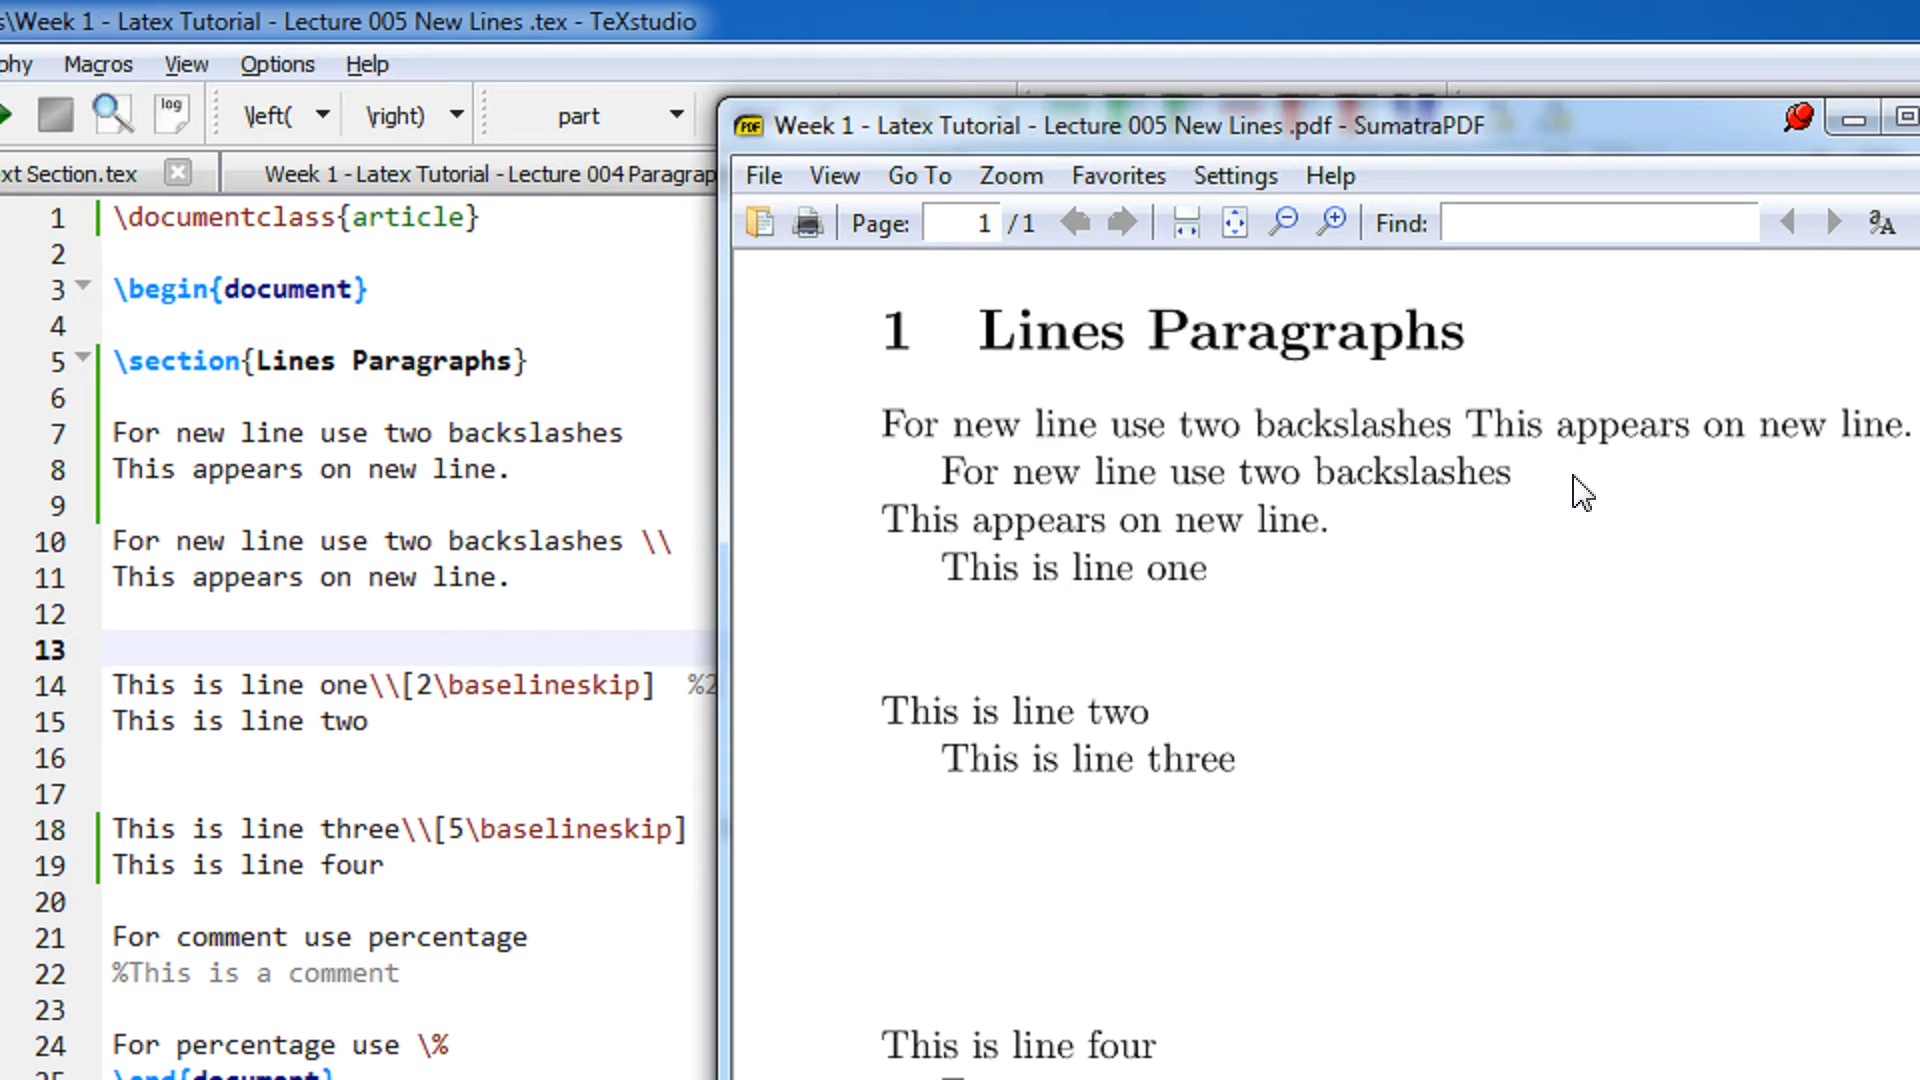 s\Week 1 - Latex Tutorial - Lecture 005 New Lines .tex - TeXstudio
phy Macros View Options Help
log \left( \right) part
xt Section.tex Week 1 - Latex Tutorial - Lecture 004 Paragrap
1 \documentclass{article}
2
3 \begin{document}
4
5 \section{Lines Paragraphs}
6
7 For new line use two backslashes
8 This appears on new line.
9
10 For new line use two backslashes \\
11 This appears on new line.
12
13
14 This is line one\\[2\baselineskip] %2
15 This is line two
16
17
18 This is line three\\[5\baselineskip]
19 This is line four
20
21 For comment use percentage
22 %This is a comment
23
24 For percentage use \%
25 \end{document}
PDF Week 1 - Latex Tutorial - Lecture 005 New Lines .pdf - SumatraPDF
File View Go To Zoom Favorites Settings Help
Page: 1 / 1 Find: aA
1 Lines Paragraphs
For new line use two backslashes This appears on new line.
For new line use two backslashes
This appears on new line.
This is line one
This is line two
This is line three
This is line four